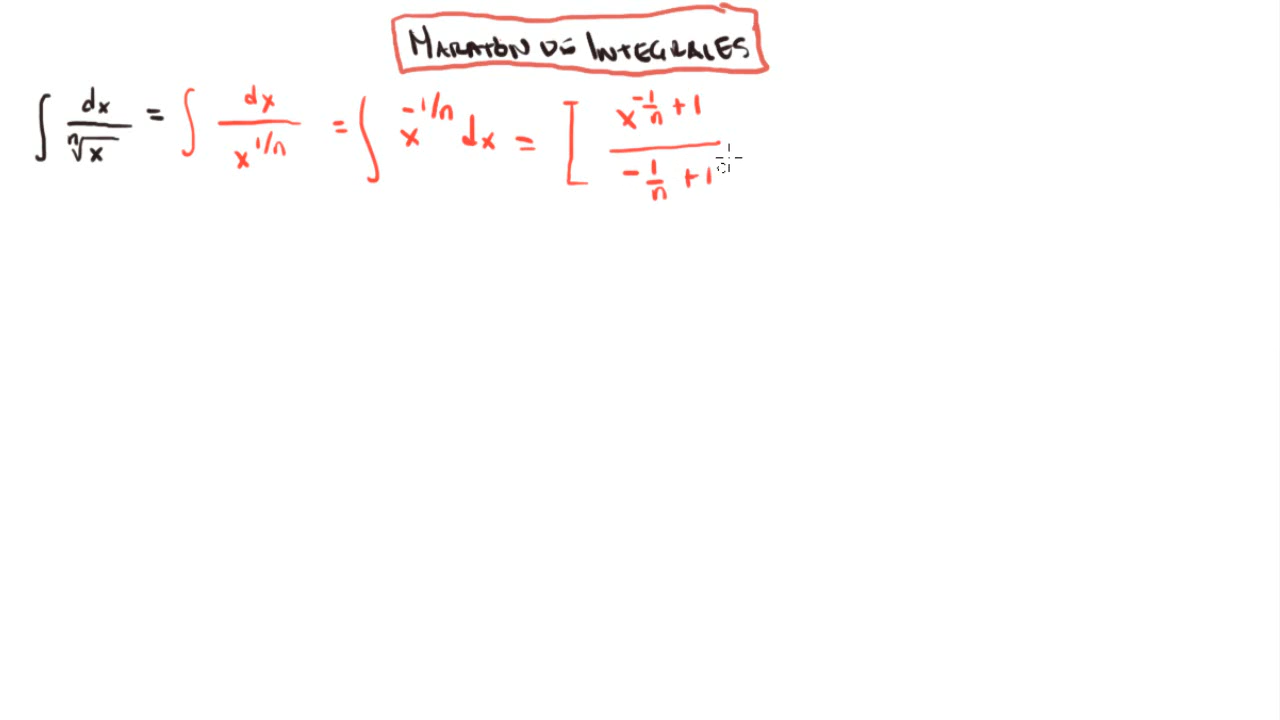 MARATÓN DE INTEGRALES
∫ dx/ⁿ√x = ∫ dx/x^{1/n} = ∫ x^{-1/n} dx = [ x^{-1/n + 1}/(-1/n + 1)